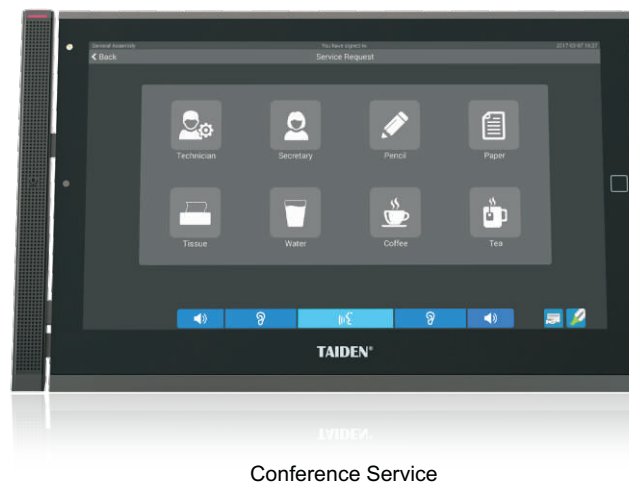 General Assembly You have signed in 2017-02-07 16:27
Back Service Request
Technician Secretary Pencil Paper
Tissue Water Coffee Tea
TAIDEN®
Conference Service